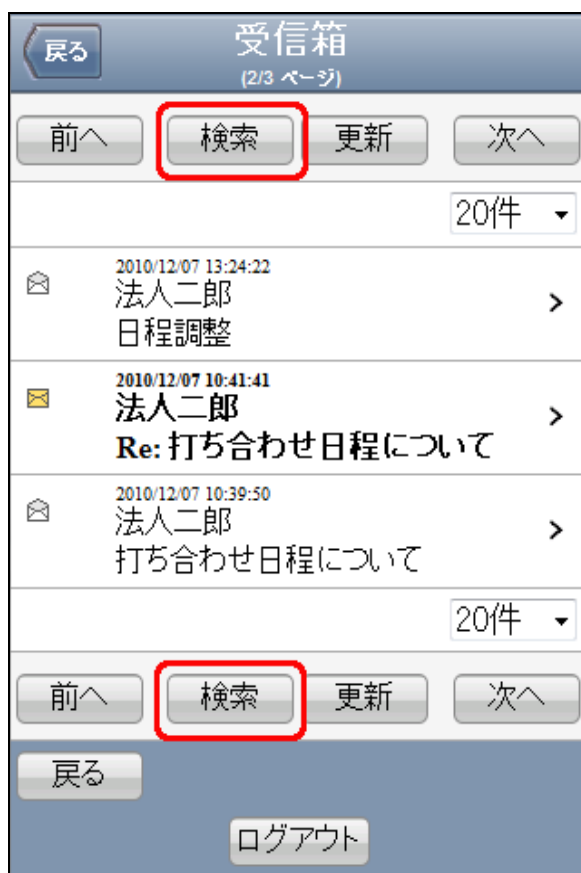 戻る
受信箱
(2/3 ページ)
前へ 検索 更新 次へ
20件
2010/12/07 13:24:22
法人二郎
日程調整
2010/12/07 10:41:41
法人二郎
Re: 打ち合わせ日程について
2010/12/07 10:39:50
法人二郎
打ち合わせ日程について
20件
前へ 検索 更新 次へ
戻る
ログアウト